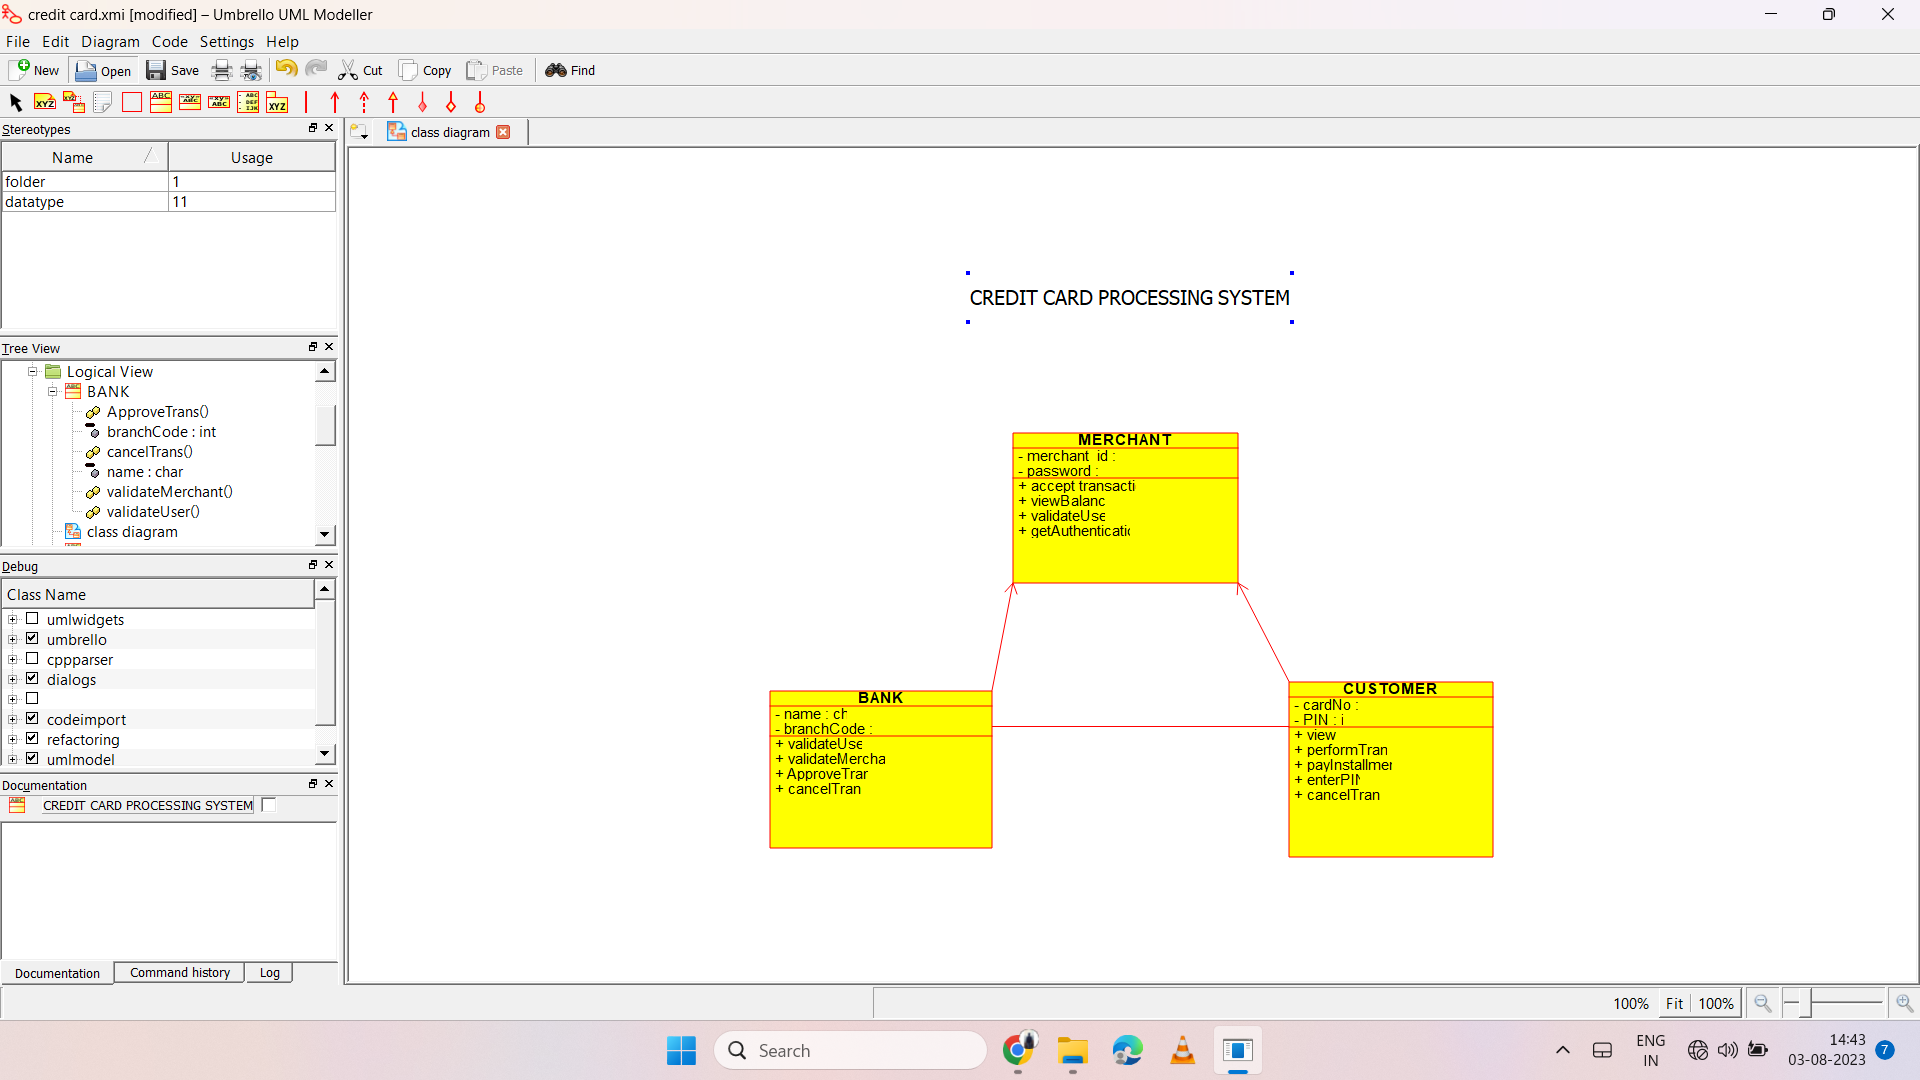 credit card.xmi [modified] – Umbrello UML Modeller
File Edit Diagram Code Settings Help
New Open Save Cut Copy Paste Find
class diagram
Stereotypes
Name Usage
folder 1
datatype 11
Tree View
Logical View
BANK
ApproveTrans()
branchCode : int
cancelTrans()
name : char
validateMerchant()
validateUser()
class diagram
Debug
Class Name
umlwidgets
umbrello
cppparser
dialogs
codeimport
refactoring
umlmodel
Documentation
CREDIT CARD PROCESSING SYSTEM
Documentation Command history Log
CREDIT CARD PROCESSING SYSTEM
MERCHANT
- merchant_id :
- password :
+ accept transacti
+ viewBalanc
+ validateUse
+ getAuthenticatic
BANK
- name : ch
- branchCode :
+ validateUse
+ validateMercha
+ ApproveTrar
+ cancelTran
CUSTOMER
- cardNo :
- PIN : i
+ view
+ performTran
+ payInstallmer
+ enterPIN
+ cancelTran
100% Fit 100%
Search
ENG
IN
14:43
03-08-2023
7